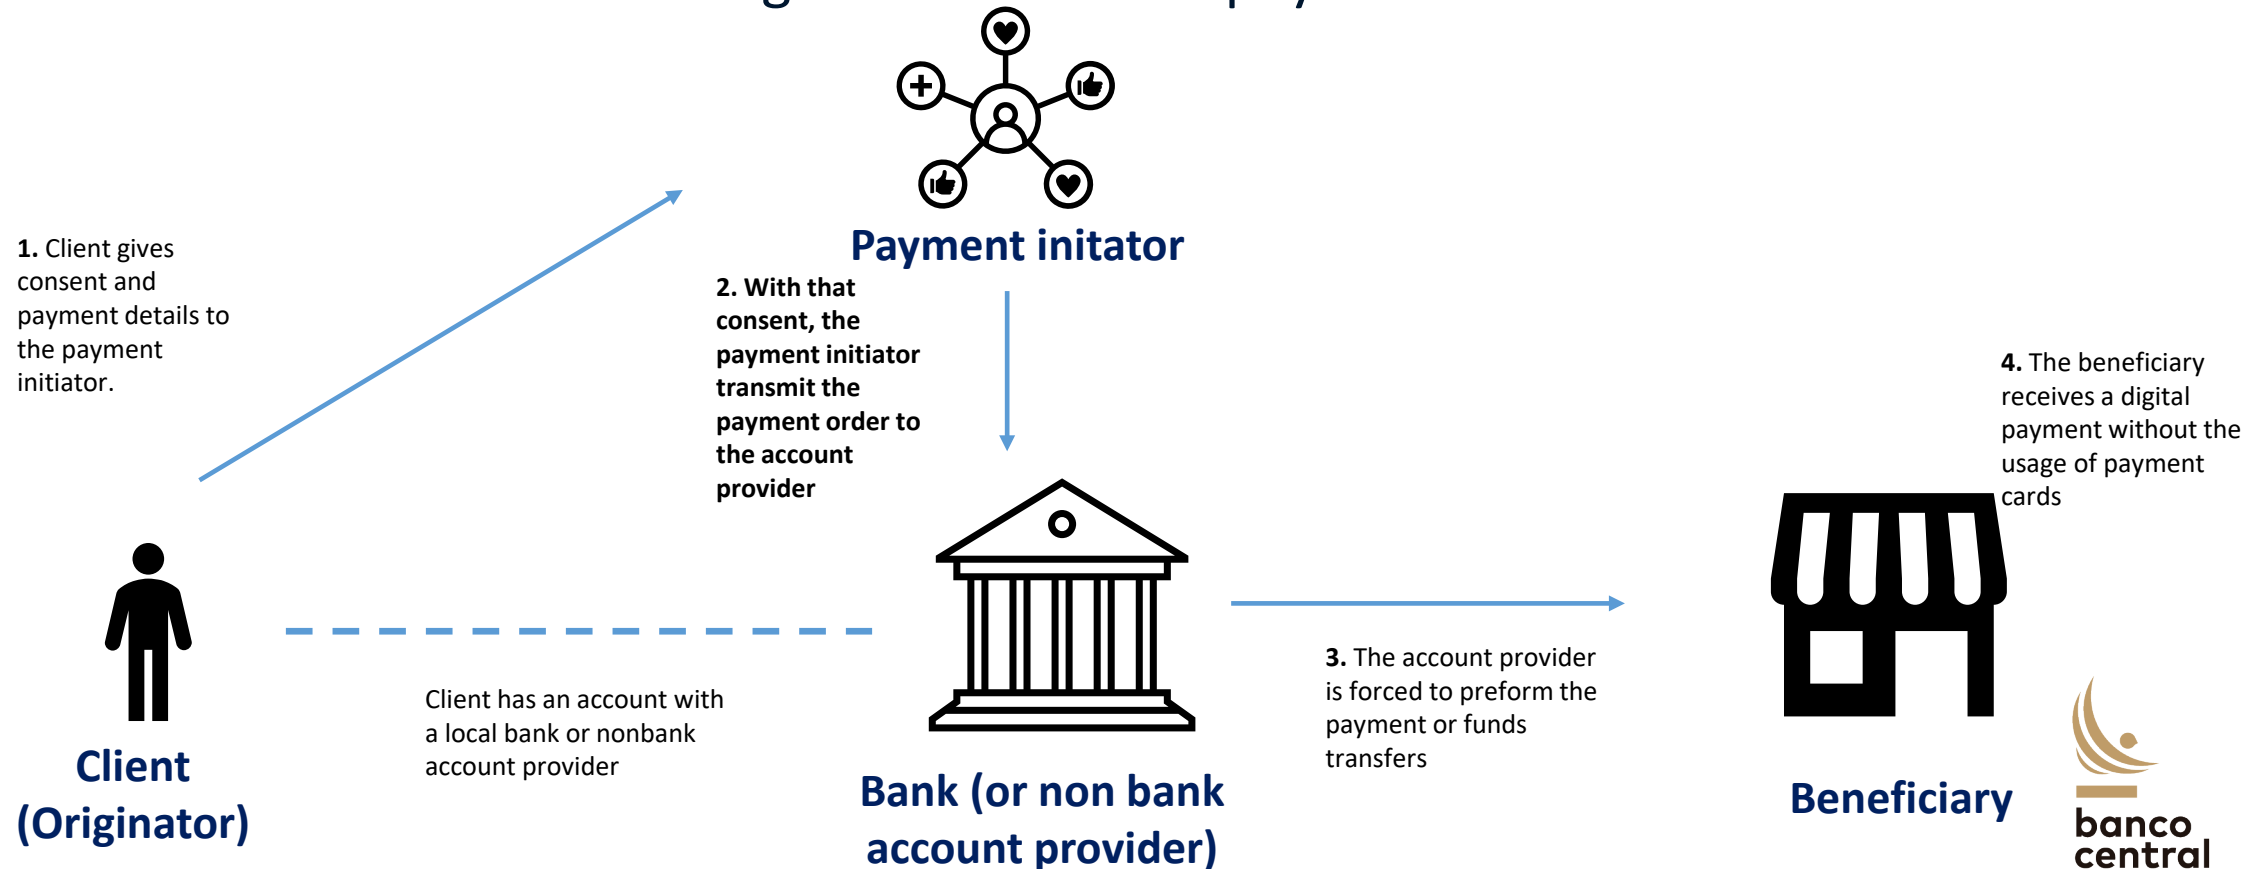 Payment initator
1. Client gives
consent and
payment details to
the payment
initiator.
2. With that
consent, the
payment initiator
transmit the
payment order to
the account
provider
4. The beneficiary
receives a digital
payment without the
usage of payment
cards
Client has an account with
a local bank or nonbank
account provider
3. The account provider
is forced to preform the
payment or funds
transfers
Client
(Originator)
Bank (or non bank
account provider)
Beneficiary
banco
central